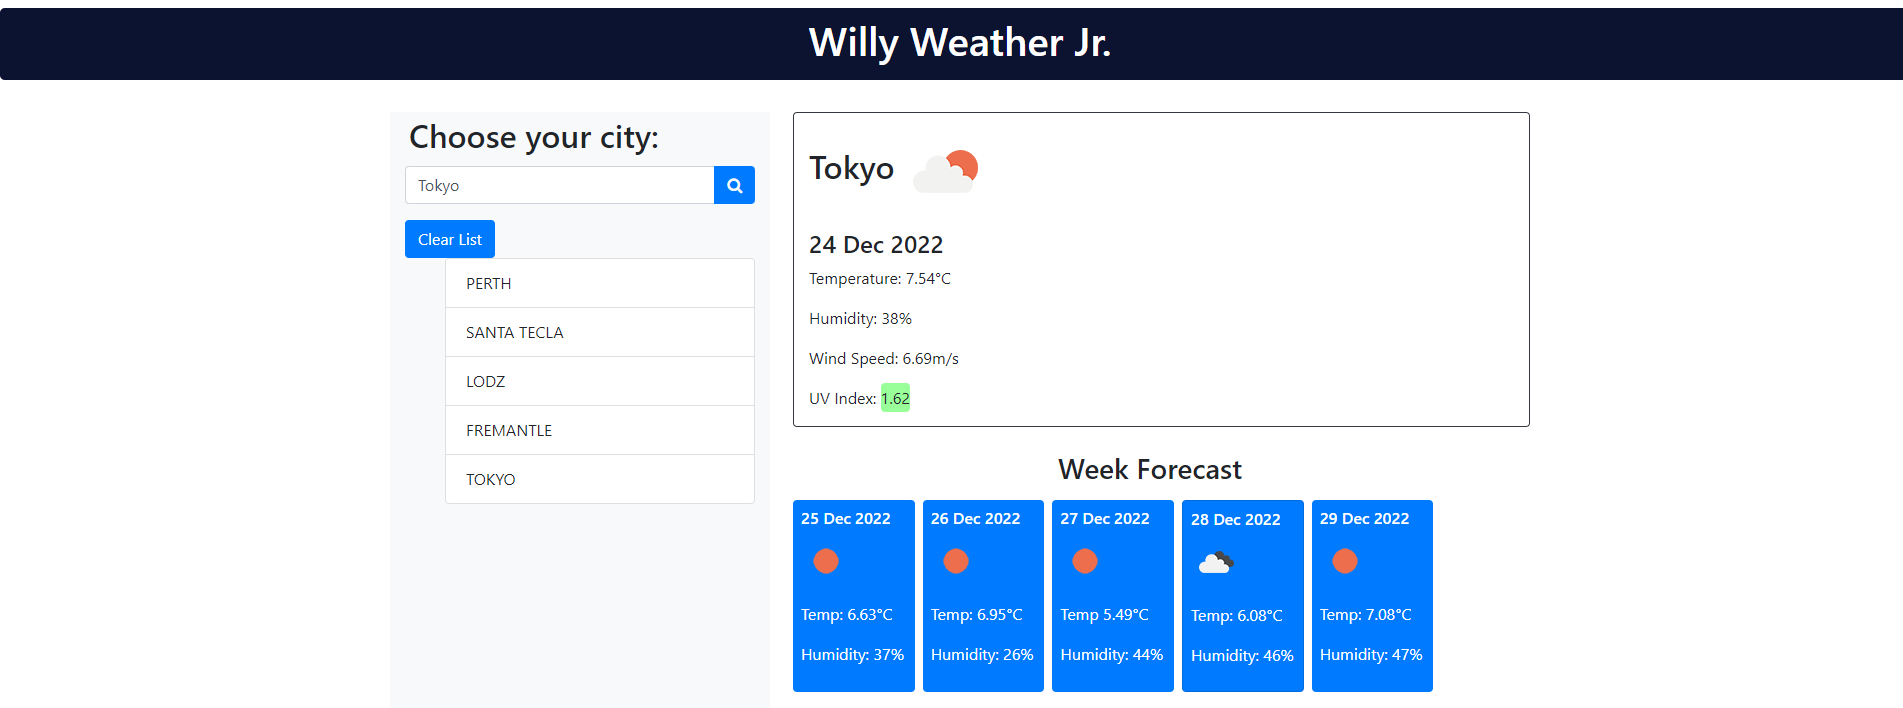 Willy Weather Jr.
Choose your city:
Tokyo
Clear List
PERTH
SANTA TECLA
LODZ
FREMANTLE
TOKYO
Tokyo
24 Dec 2022
Temperature: 7.54°C
Humidity: 38%
Wind Speed: 6.69m/s
UV Index: 1.62
Week Forecast
25 Dec 2022
Temp: 6.63°C
Humidity: 37%
26 Dec 2022
Temp: 6.95°C
Humidity: 26%
27 Dec 2022
Temp 5.49°C
Humidity: 44%
28 Dec 2022
Temp: 6.08°C
Humidity: 46%
29 Dec 2022
Temp: 7.08°C
Humidity: 47%